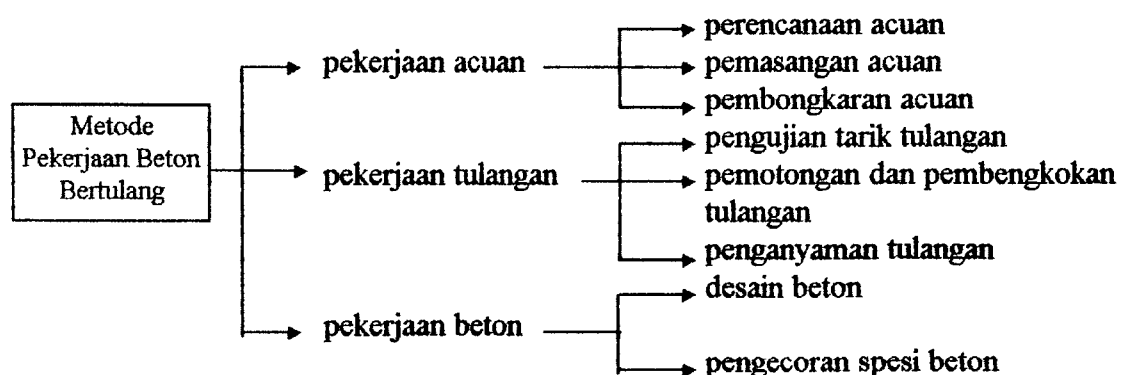 Metode
Pekerjaan Beton
Bertulang
pekerjaan acuan
perencanaan acuan
pemasangan acuan
pembongkaran acuan
pekerjaan tulangan
pengujian tarik tulangan
pemotongan dan pembengkokan
tulangan
penganyaman tulangan
pekerjaan beton
desain beton
pengecoran spesi beton